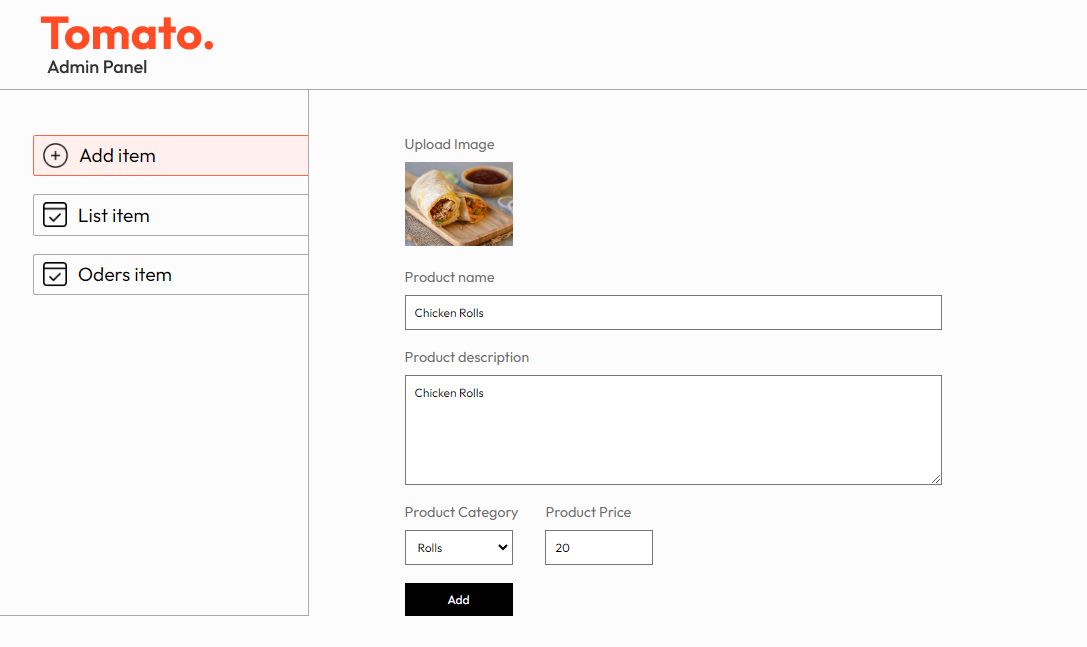 Tomato.
Admin Panel
Add item
List item
Oders item
Upload Image
Product name
Chicken Rolls
Product description
Chicken Rolls
Product Category
Product Price
Rolls
20
Add